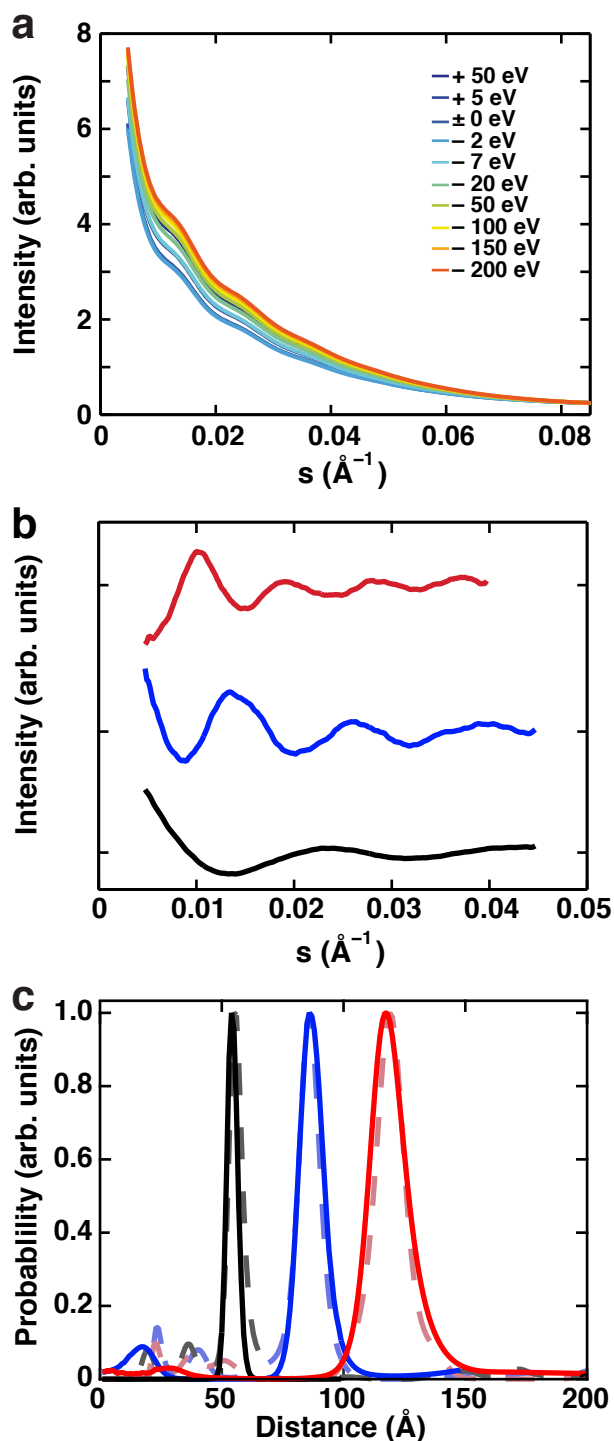 a
8
6
4
2
0
Intensity (arb. units)
+ 50 eV
+ 5 eV
± 0 eV
− 2 eV
− 7 eV
− 20 eV
− 50 eV
− 100 eV
− 150 eV
− 200 eV
0 0.02 0.04 0.06 0.08
s (Å⁻¹)
b
Intensity (arb. units)
0 0.01 0.02 0.03 0.04 0.05
s (Å⁻¹)
c
1.0
0.8
0.6
0.4
0.2
0
Probablility (arb. units)
0 50 100 150 200
Distance (Å)